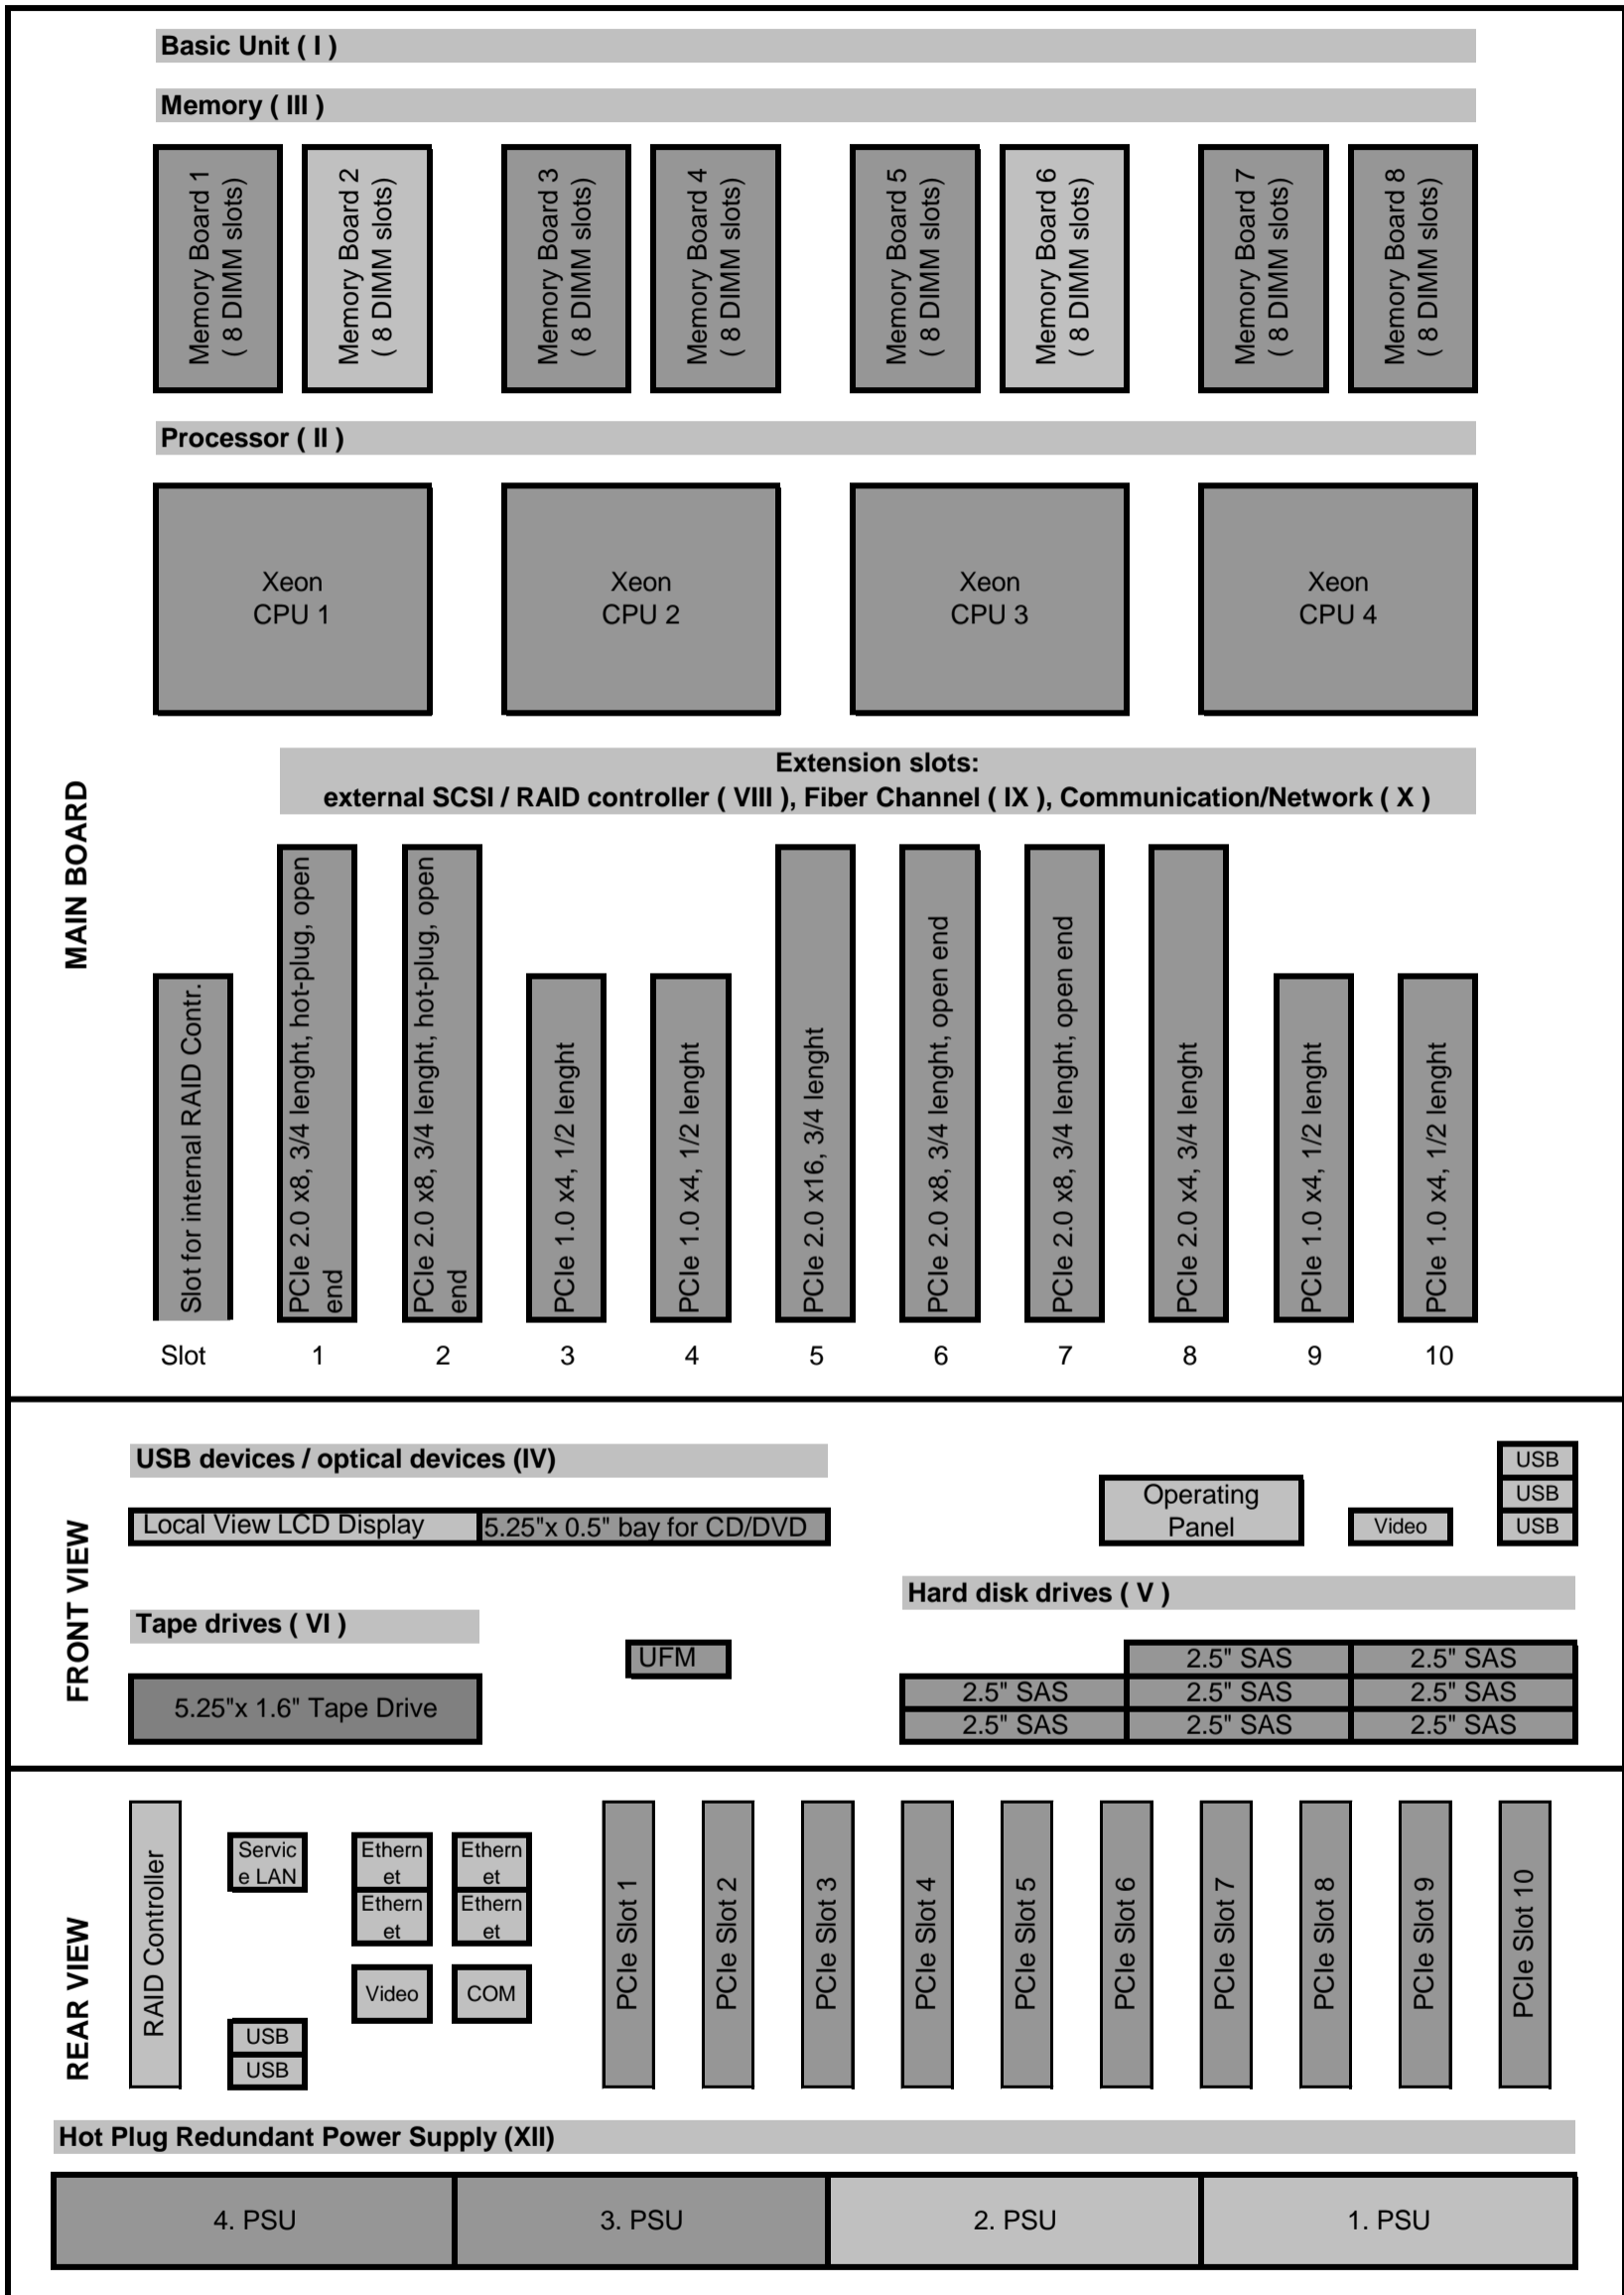 Basic Unit ( I )
Memory ( III )
Memory Board 1
( 8 DIMM slots)
Memory Board 2
( 8 DIMM slots)
Memory Board 3
( 8 DIMM slots)
Memory Board 4
( 8 DIMM slots)
Memory Board 5
( 8 DIMM slots)
Memory Board 6
( 8 DIMM slots)
Memory Board 7
( 8 DIMM slots)
Memory Board 8
( 8 DIMM slots)
Processor ( II )
Xeon
CPU 1
Xeon
CPU 2
Xeon
CPU 3
Xeon
CPU 4
MAIN BOARD
Extension slots:
external SCSI / RAID controller ( VIII ), Fiber Channel ( IX ), Communication/Network ( X )
Slot for internal RAID Contr.
PCIe 2.0 x8, 3/4 lenght, hot-plug, open
end
PCIe 2.0 x8, 3/4 lenght, hot-plug, open
end
PCIe 1.0 x4, 1/2 lenght
PCIe 1.0 x4, 1/2 lenght
PCIe 2.0 x16, 3/4 lenght
PCIe 2.0 x8, 3/4 lenght, open end
PCIe 2.0 x8, 3/4 lenght, open end
PCIe 2.0 x4, 3/4 lenght
PCIe 1.0 x4, 1/2 lenght
PCIe 1.0 x4, 1/2 lenght
Slot 1 2 3 4 5 6 7 8 9 10
FRONT VIEW
USB devices / optical devices (IV)
Local View LCD Display
5.25"x 0.5" bay for CD/DVD
Operating
Panel
Video
USB
USB
USB
Tape drives ( VI )
5.25"x 1.6" Tape Drive
UFM
Hard disk drives ( V )
2.5" SAS 2.5" SAS
2.5" SAS 2.5" SAS 2.5" SAS
2.5" SAS 2.5" SAS 2.5" SAS
REAR VIEW
RAID Controller
Servic
e LAN
Ethern
et
Ethern
et
Ethern
et
Ethern
et
Video
COM
USB
USB
PCIe Slot 1
PCIe Slot 2
PCIe Slot 3
PCIe Slot 4
PCIe Slot 5
PCIe Slot 6
PCIe Slot 7
PCIe Slot 8
PCIe Slot 9
PCIe Slot 10
Hot Plug Redundant Power Supply (XII)
4. PSU
3. PSU
2. PSU
1. PSU